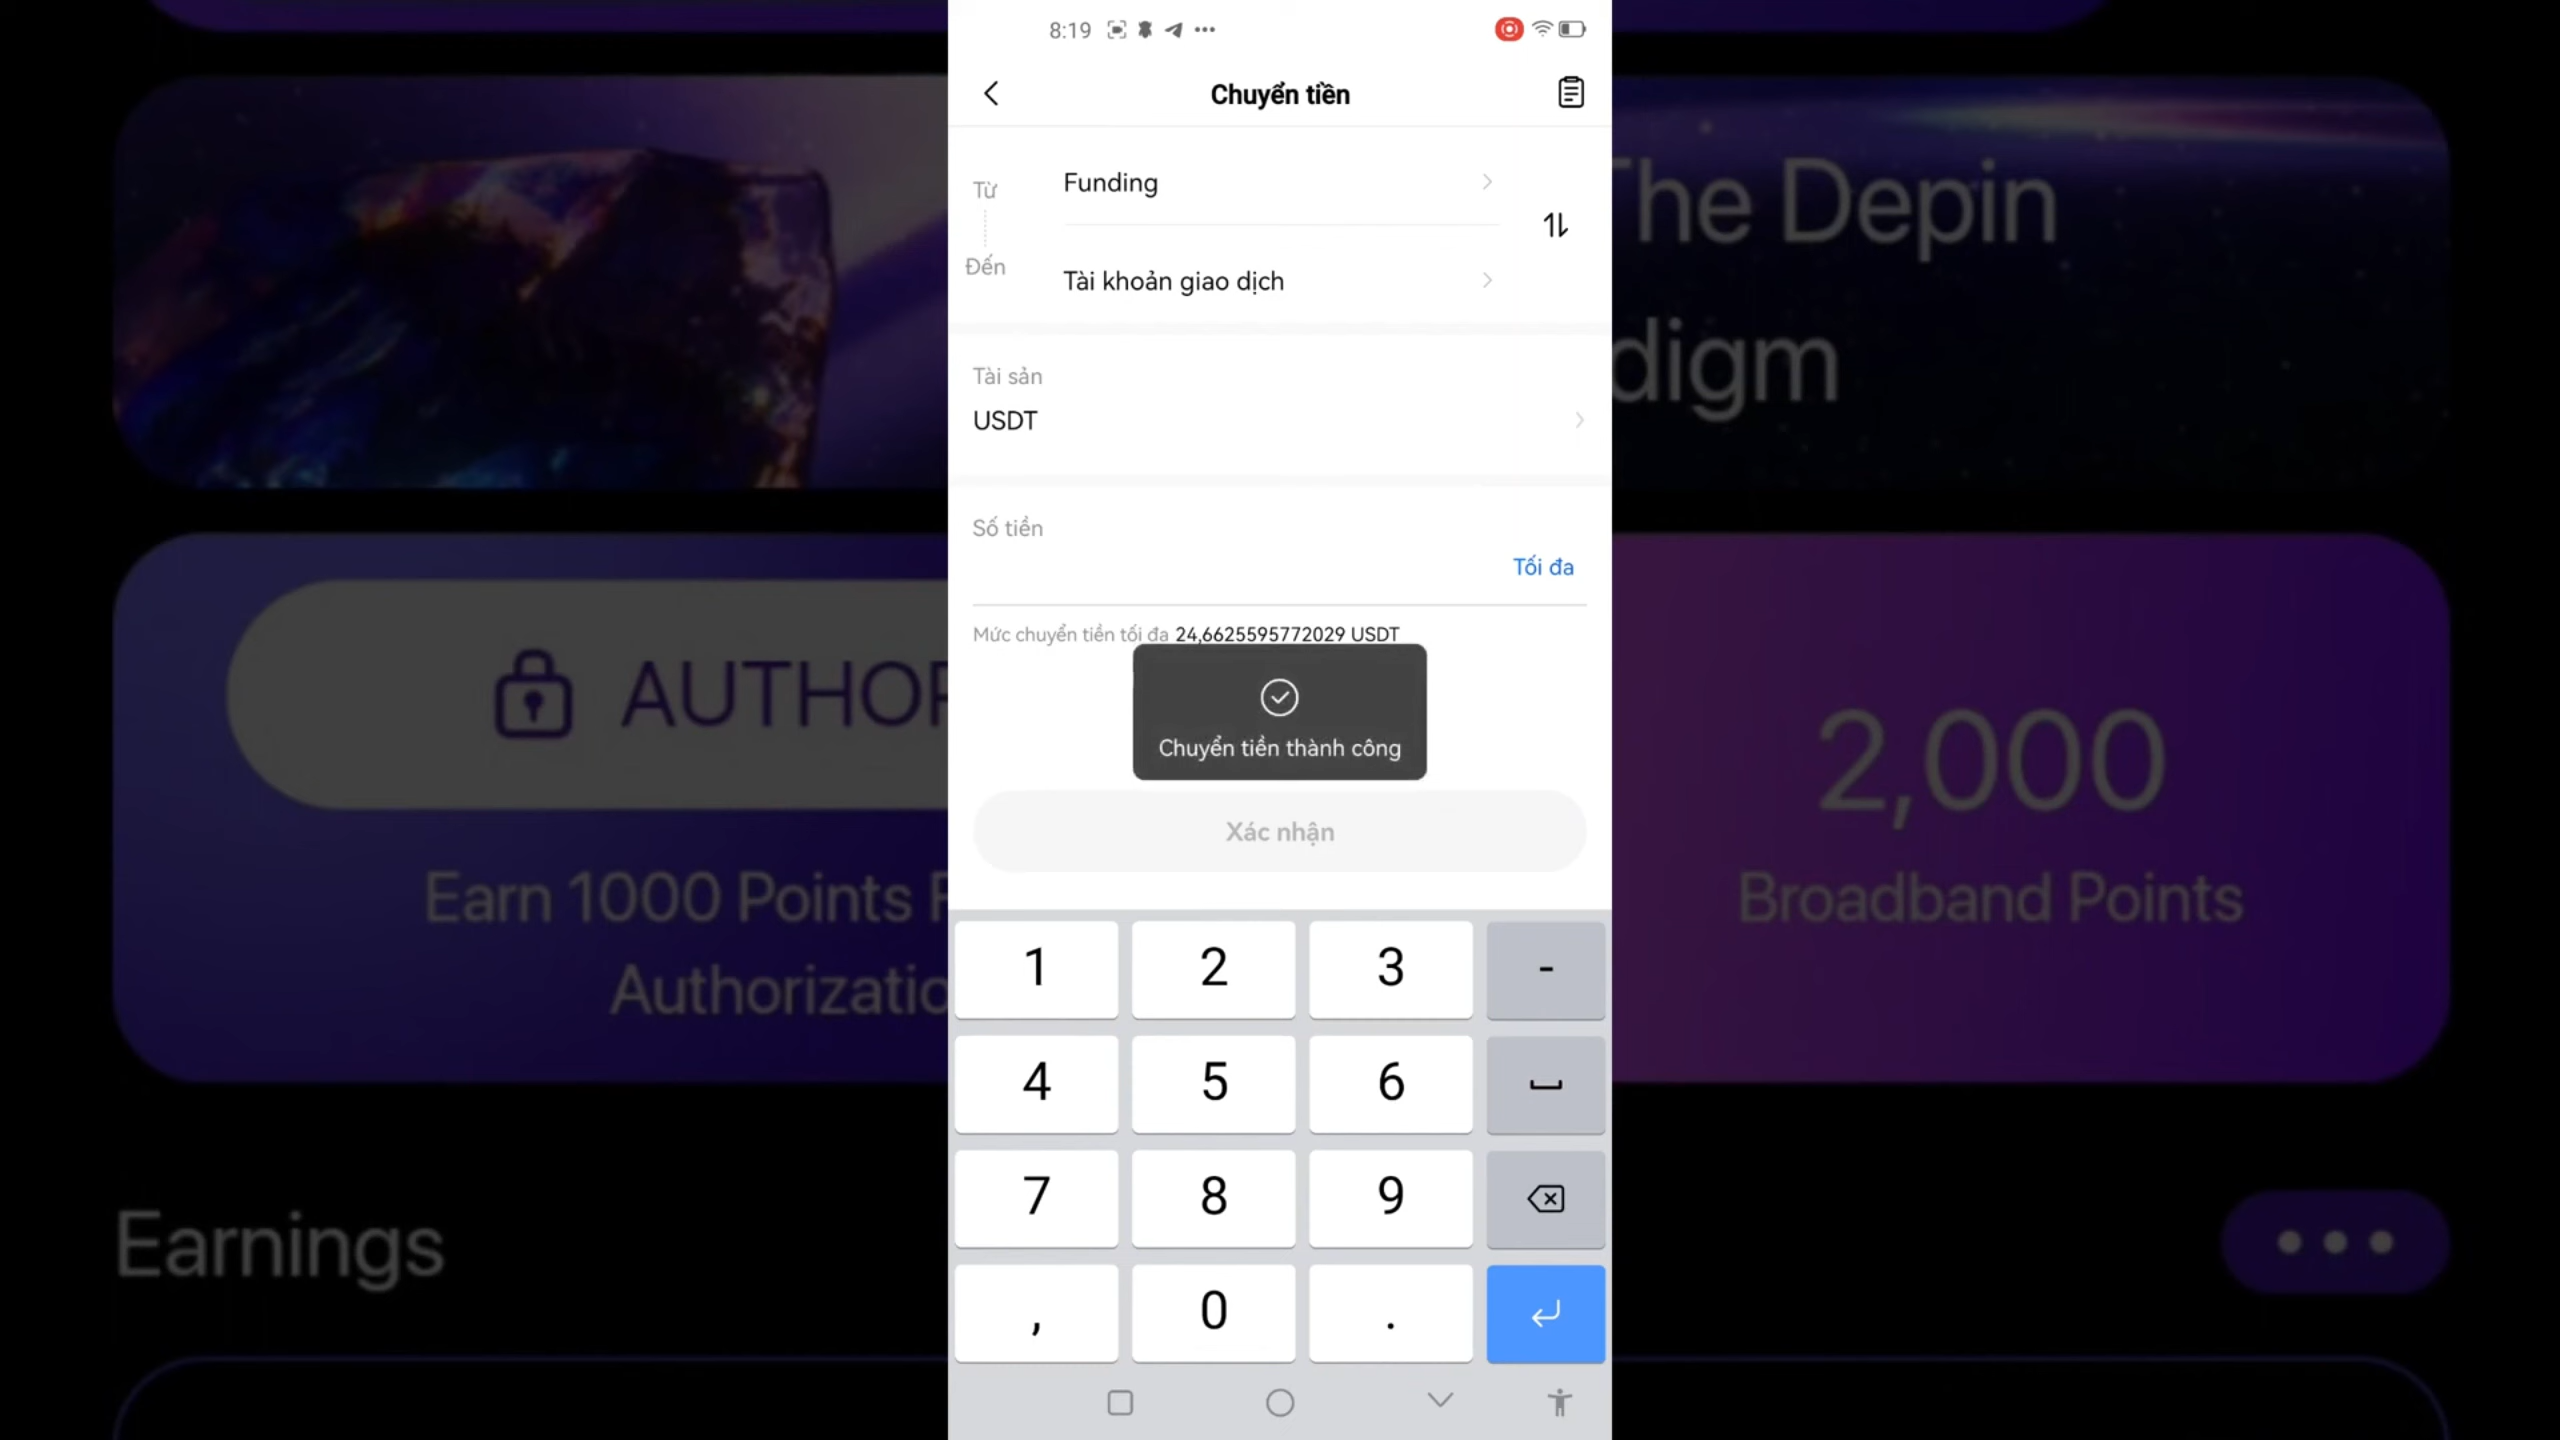 8:19
Chuyển tiền
Từ
Funding
Đến
Tài khoản giao dịch
Tài sản
USDT
Số tiền
Tối đa
Mức chuyển tiền tối đa 24,6625595772029 USDT
Chuyển tiền thành công
Xác nhận
1 2 3 -
4 5 6
7 8 9
, 0 .
The Depin
digm
AUTHOR
Earn 1000 Points F
Authorizatio
2,000
Broadband Points
Earnings